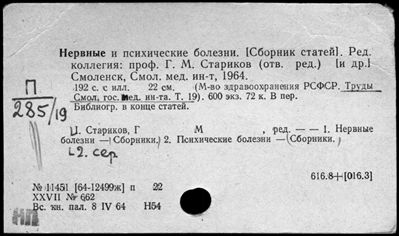 Нервные и психические болезни. [Сборник статей]. Ред.
коллегия: проф. Г. М. Стариков (отв. ред.) [и др.]
Смоленск, Смол. мед. ин-т, 1964.
192 с. с илл. 22 см. (М-во здравоохранения РСФСР. Труды
Смол. гос. мед. ин-та. Т. 19). 600 экз. 72 к. В пер.
Библиогр. в конце статей.
П
285/19
I. Стариков, Г М , ред. — — 1. Нервные
болезни — Сборники. 2. Психические болезни — Сборники.
2. сер.
616.8+[016.3]
№ 11451 [64-12499ж] п 22
XXVII № 662
Вс. кн. пал. 8 IV 64 Н54
НП